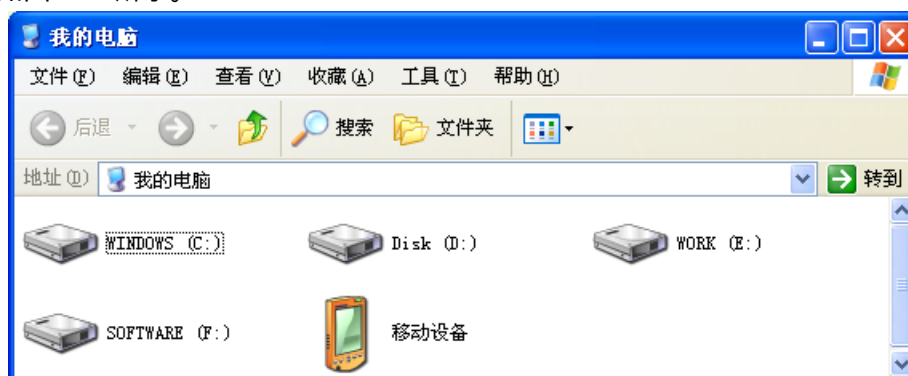 我的电脑
文件(F) 编辑(E) 查看(V) 收藏(A) 工具(T) 帮助(H)
后退 搜索 文件夹
地址(D) 我的电脑 转到
WINDOWS (C:) Disk (D:) WORK (E:)
SOFTWARE (F:) 移动设备